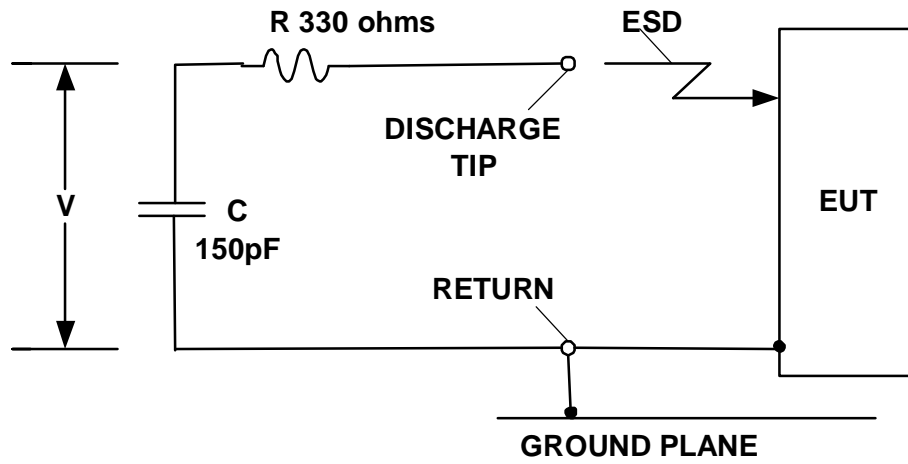 R 330 ohms
ESD
DISCHARGE
TIP
V
C
150pF
EUT
RETURN
GROUND PLANE